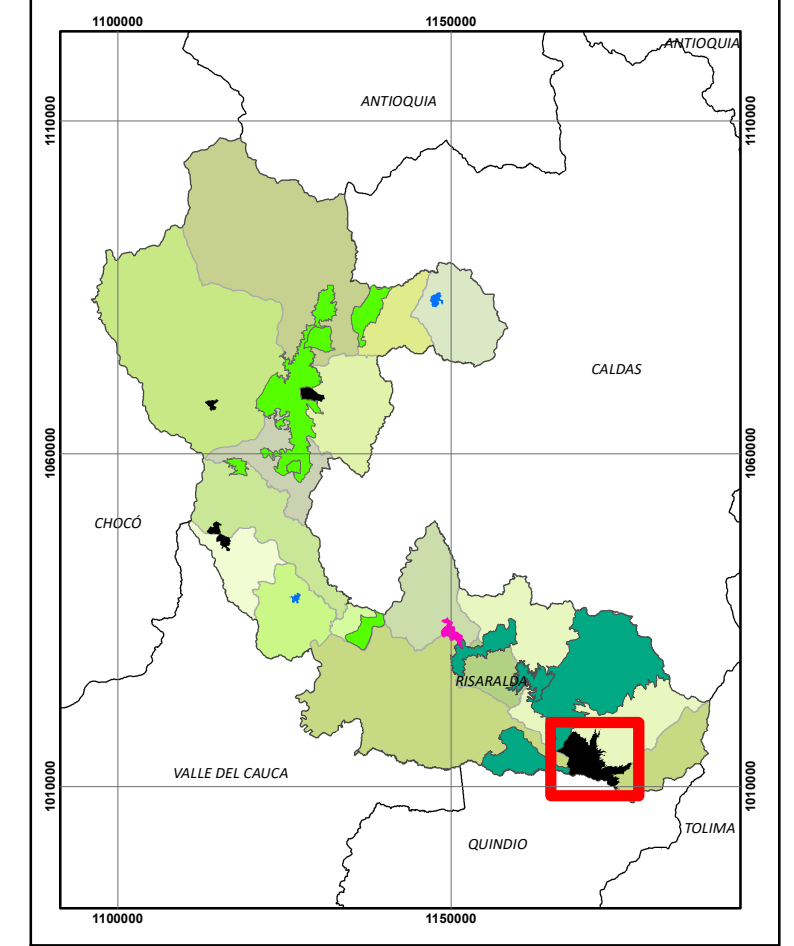 1100000 1150000
ANTIOQUIA
ANTIOQUIA
1110000 1110000
CALDAS
1060000 1060000
CHOCÓ
RISARALDA
VALLE DEL CAUCA
1010000 1010000
TOLIMA
QUINDIO
1100000 1150000